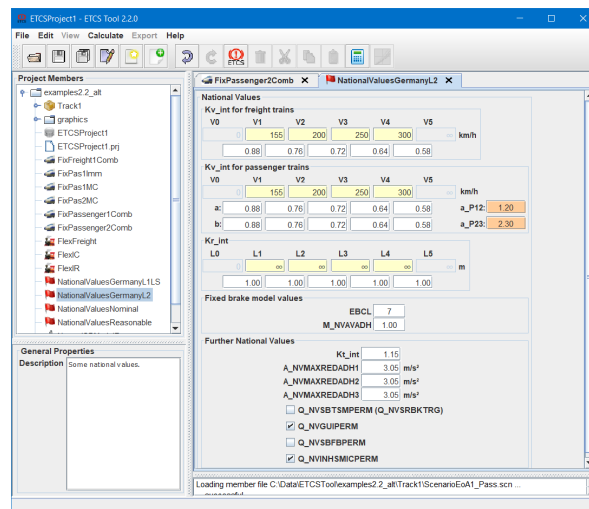 ETCSProject1 - ETCS Tool 2.2.0
File Edit View Calculate Export Help
ETCS
Project Members
examples2.2_alt
Track1
graphics
ETCSProject1
ETCSProject1.prj
FixFreight1Comb
FixPas1Imm
FixPas1MC
FixPas2MC
FixPassenger1Comb
FixPassenger2Comb
FlexFreight
FlexIC
FlexIR
NationalValuesGermanyL1LS
NationalValuesGermanyL2
NationalValuesNominal
NationalValuesReasonable
General Properties
Description Some national values.
FixPassenger2Comb X NationalValuesGermanyL2 X
National Values
Kv_int for freight trains
V0 V1 V2 V3 V4 V5
0 155 200 250 300 ∞ km/h
0.88 0.76 0.72 0.64 0.58
Kv_int for passenger trains
V0 V1 V2 V3 V4 V5
0 155 200 250 300 ∞ km/h
a: 0.88 0.76 0.72 0.64 0.58 a_P12: 1.20
b: 0.88 0.76 0.72 0.64 0.58 a_P23: 2.30
Kr_int
L0 L1 L2 L3 L4 L5
0 ∞ ∞ ∞ ∞ ∞ m
1.00 1.00 1.00 1.00 1.00
Fixed brake model values
EBCL 7
M_NVAVADH 1.00
Further National Values
Kt_int 1.15
A_NVMAXREDADH1 3.05 m/s²
A_NVMAXREDADH2 3.05 m/s²
A_NVMAXREDADH3 3.05 m/s²
Q_NVSBTSMPERM (Q_NVSRBKTRG)
Q_NVGUIPERM
Q_NVSBFBPERM
Q_NVINHSMICPERM
Loading member file C:\Data\ETCSTool\examples2.2_alt\Track1\ScenarioEoA1_Pass.scn ...
successful